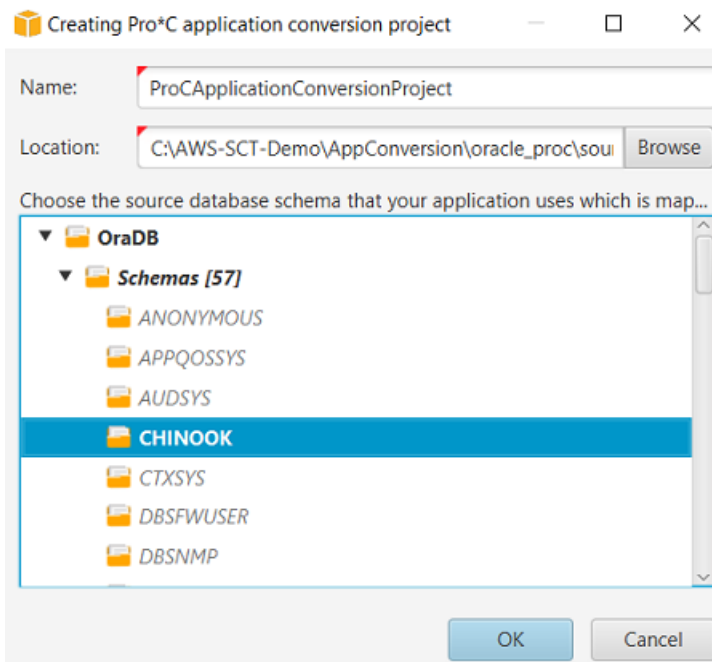 Creating Pro*C application conversion project
Name: ProCApplicationConversionProject
Location: C:\AWS-SCT-Demo\AppConversion\oracle_proc\sour Browse
Choose the source database schema that your application uses which is map...
OraDB
Schemas [57]
ANONYMOUS
APPQOSSYS
AUDSYS
CHINOOK
CTXSYS
DBSFWUSER
DBSNMP
OK Cancel